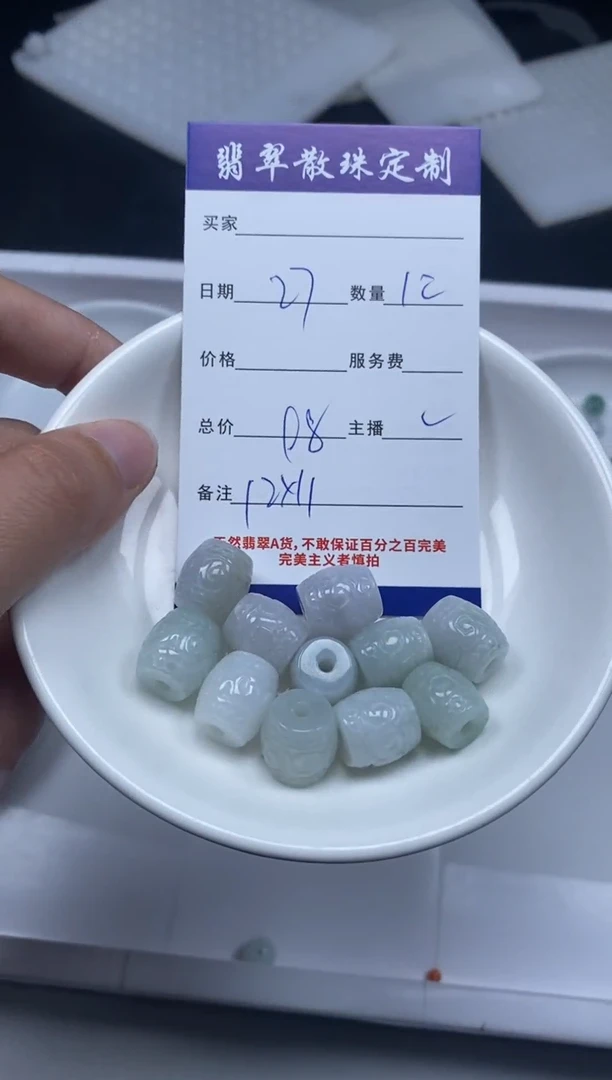 翡翠散珠定制
买家
日期 27 数量 12
价格 服务费
总价 08 主播
备注 12x11
天然翡翠A货,不敢保证百分之百完美
完美主义者慎拍